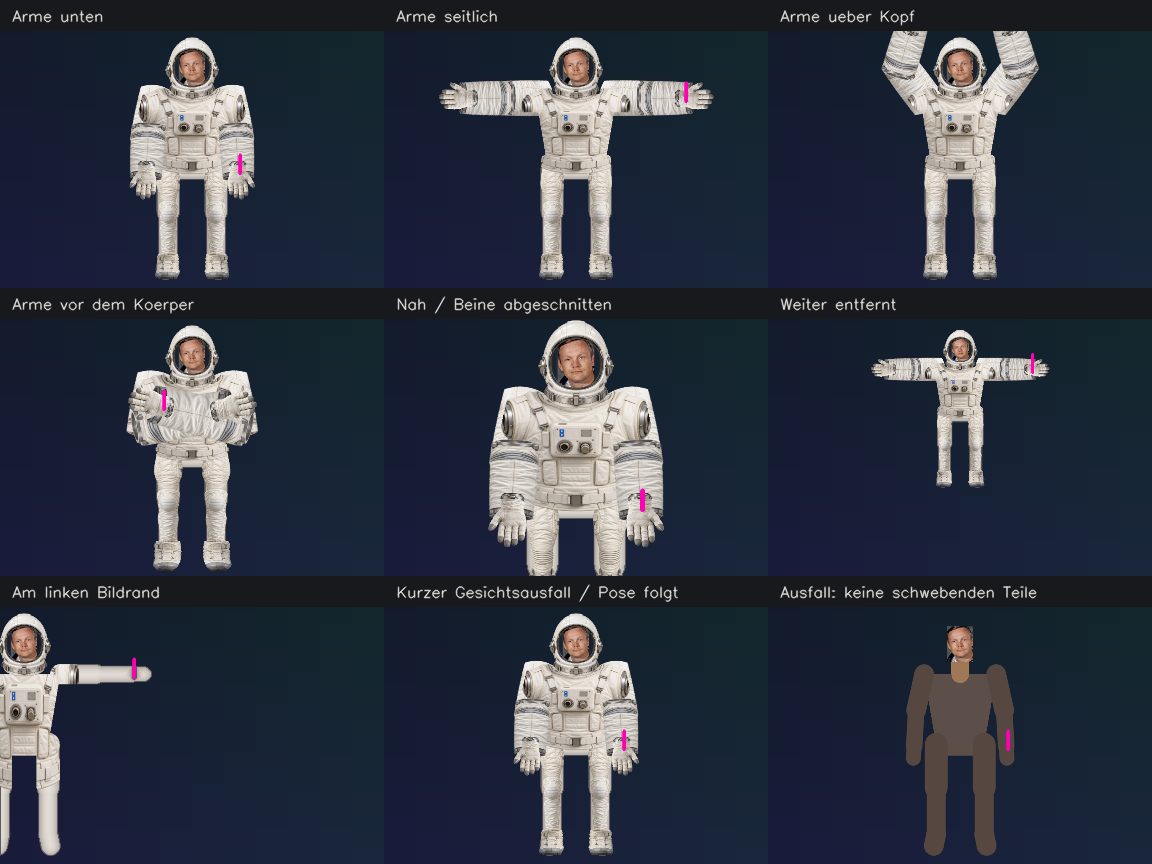 Arme unten
Arme seitlich
Arme ueber Kopf
Arme vor dem Koerper
Nah / Beine abgeschnitten
Weiter entfernt
Am linken Bildrand
Kurzer Gesichtsausfall / Pose folgt
Ausfall: keine schwebenden Teile